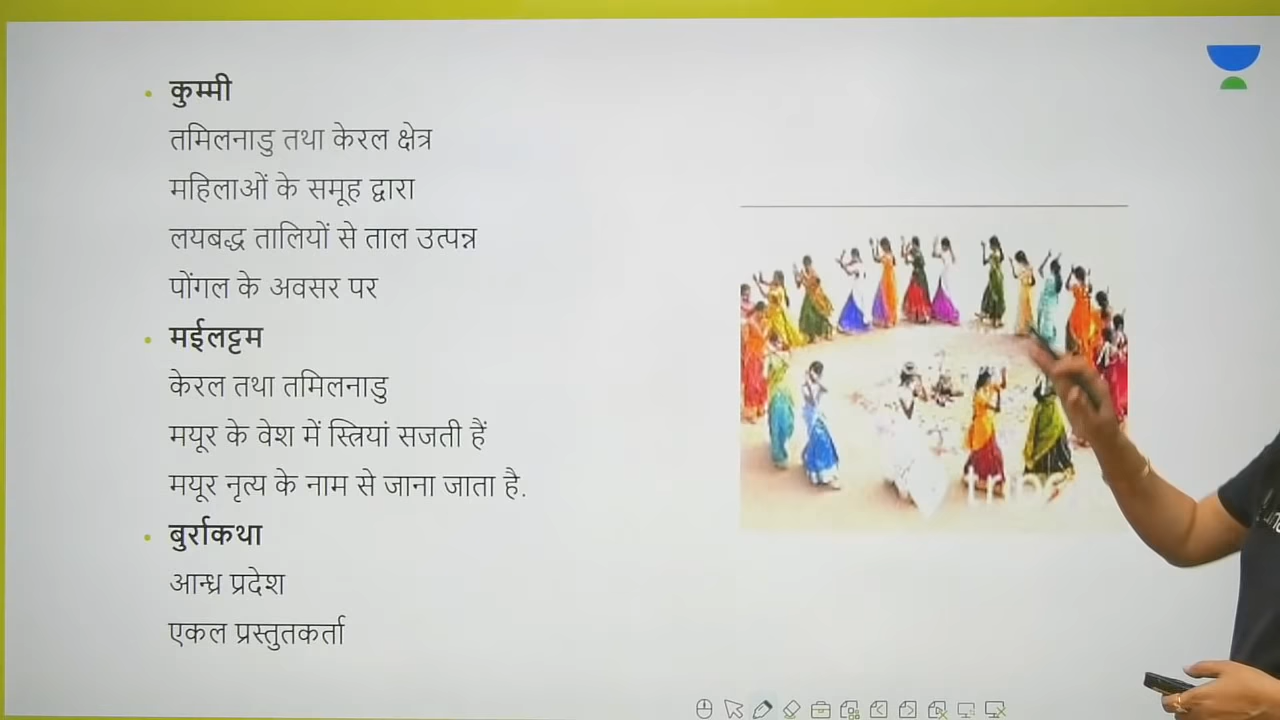 कुम्मी
तमिलनाडु तथा केरल क्षेत्र
महिलाओं के समूह द्वारा
लयबद्ध तालियों से ताल उत्पन्न
पोंगल के अवसर पर
मईलट्टम
केरल तथा तमिलनाडु
मयूर के वेश में स्त्रियां सजती हैं
मयूर नृत्य के नाम से जाना जाता है.
बुर्राकथा
आन्ध्र प्रदेश
एकल प्रस्तुतकर्ता